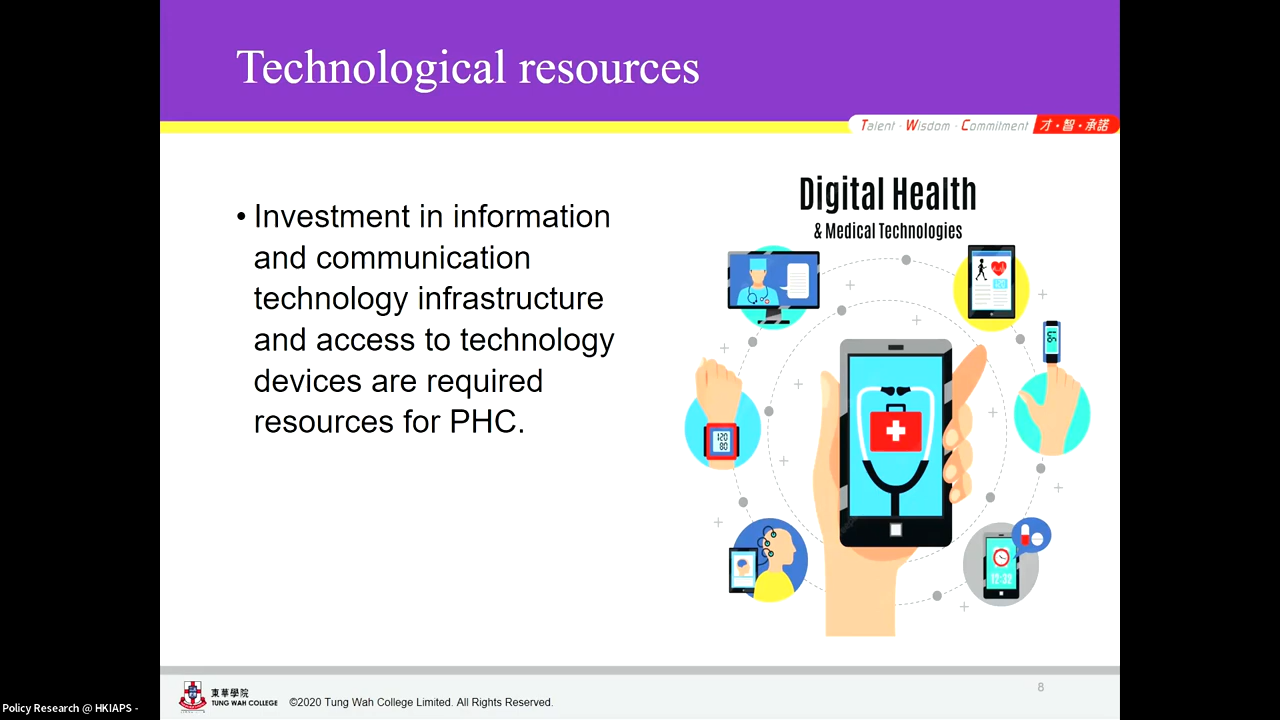 Technological resources
Talent · Wisdom · Commitment 才・智・承諾
• Investment in information
and communication
technology infrastructure
and access to technology
devices are required
resources for PHC.
Digital Health
& Medical Technologies
120
80
12:32
東華學院
TUNG WAH COLLEGE
©2020 Tung Wah College Limited. All Rights Reserved.
8
Policy Research @ HKIAPS -